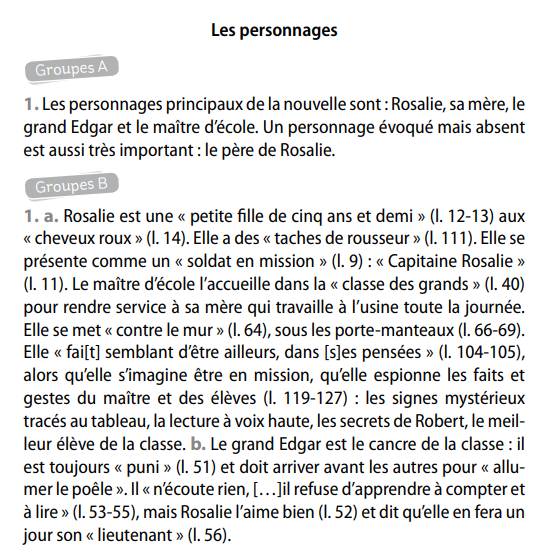 Les personnages
Groupes A
1. Les personnages principaux de la nouvelle sont : Rosalie, sa mère, le
grand Edgar et le maître d’école. Un personnage évoqué mais absent
est aussi très important : le père de Rosalie.
Groupes B
1. a. Rosalie est une « petite fille de cinq ans et demi » (l. 12-13) aux
« cheveux roux » (l. 14). Elle a des « taches de rousseur » (l. 111). Elle se
présente comme un « soldat en mission » (l. 9) : « Capitaine Rosalie »
(l. 11). Le maître d’école l’accueille dans la « classe des grands » (l. 40)
pour rendre service à sa mère qui travaille à l’usine toute la journée.
Elle se met « contre le mur » (l. 64), sous les porte-manteaux (l. 66-69).
Elle « fai[t] semblant d’être ailleurs, dans [s]es pensées » (l. 104-105),
alors qu’elle s’imagine être en mission, qu’elle espionne les faits et
gestes du maître et des élèves (l. 119-127) : les signes mystérieux
tracés au tableau, la lecture à voix haute, les secrets de Robert, le meil-
leur élève de la classe. b. Le grand Edgar est le cancre de la classe : il
est toujours « puni » (l. 51) et doit arriver avant les autres pour « allu-
mer le poêle ». Il « n’écoute rien, […]il refuse d’apprendre à compter et
à lire » (l. 53-55), mais Rosalie l’aime bien (l. 52) et dit qu’elle en fera un
jour son « lieutenant » (l. 56).